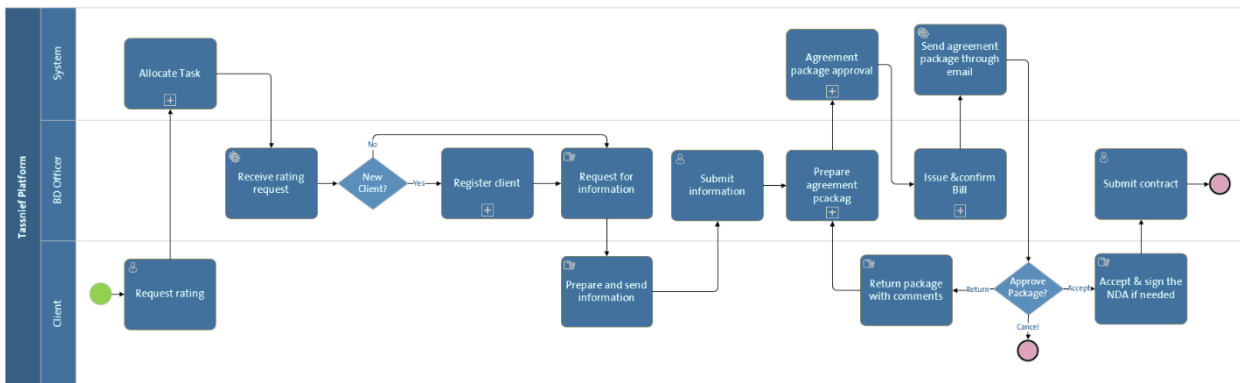 Tassnief Platform
System
BD Officer
Client
Allocate Task
Agreement
package approval
Send agreement
package through
email
Receive rating
request
New
Client?
No
Yes
Register client
Request for
information
Submit
information
Prepare
agreement
pcackag
Issue &confirm
Bill
Submit contract
Request rating
Prepare and send
information
Return package
with comments
Return
Approve
Package?
Accept
Cancel
Accept & sign the
NDA if needed